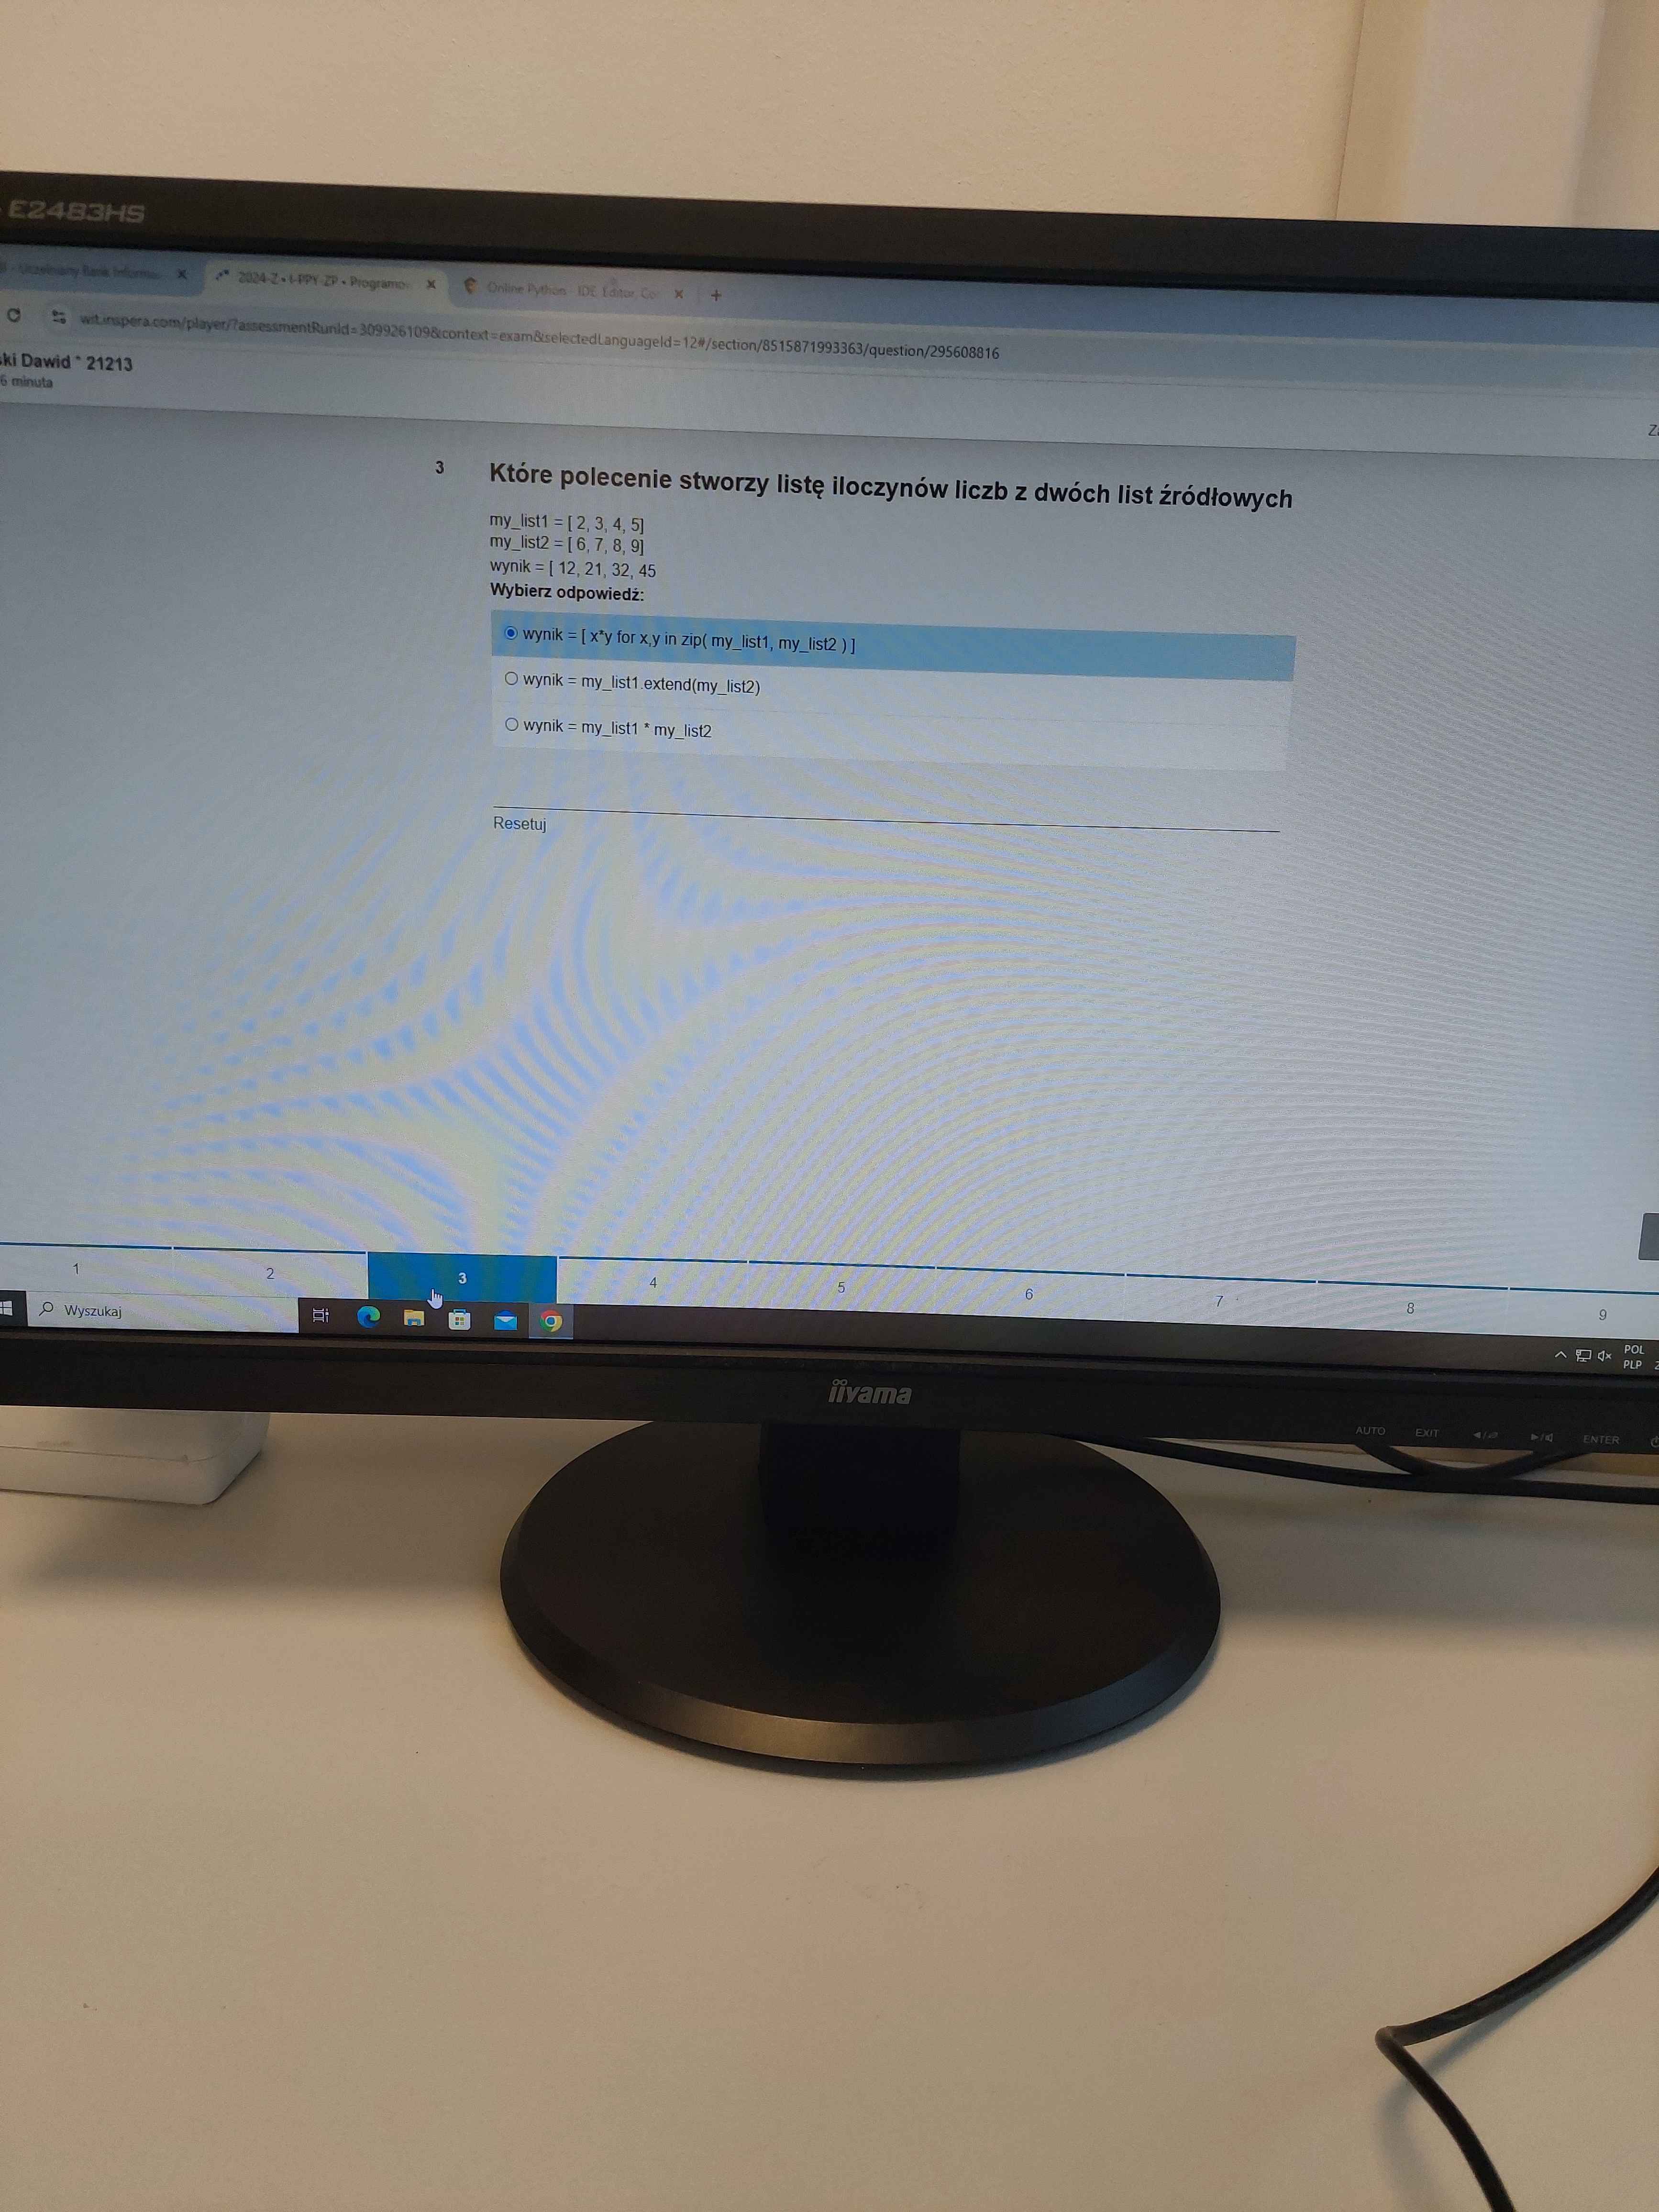 E2483HS
2024-Z • I-PPY-ZP • Programo
Online Python - IDE, Editor, Co
wit.inspera.com/player/?assessmentRunId=309926109&context=exam&selectedLanguageId=12#/section/8515871993363/question/295608816
ski Dawid * 21213
6 minuta
3 Które polecenie stworzy listę iloczynów liczb z dwóch list źródłowych
my_list1 = [ 2, 3, 4, 5]
my_list2 = [ 6, 7, 8, 9]
wynik = [ 12, 21, 32, 45
Wybierz odpowiedź:
wynik = [ x*y for x,y in zip( my_list1, my_list2 ) ]
wynik = my_list1.extend(my_list2)
wynik = my_list1 * my_list2
Resetuj
1 2 3 4 5 6 7 8 9
Wyszukaj
POL
PLP
iiyama
AUTO EXIT ENTER